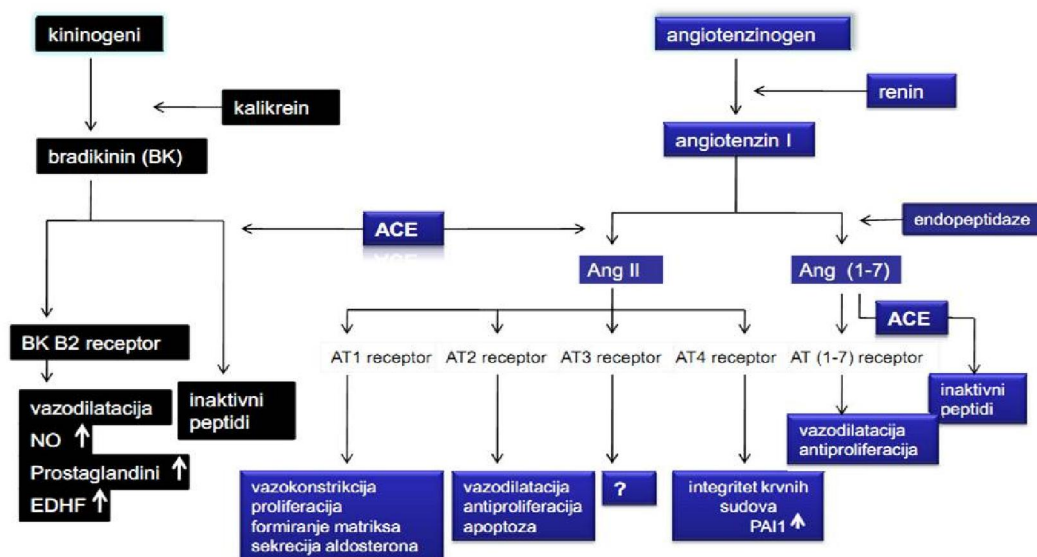 kininogeni
kalikrein
bradikinin (BK)
BK B2 receptor
vazodilatacija
NO ↑
Prostaglandini ↑
EDHF ↑
inaktivni
peptidi
ACE
angiotenzinogen
renin
angiotenzin I
endopeptidaze
Ang II
Ang (1-7)
ACE
AT1 receptor
AT2 receptor
AT3 receptor
AT4 receptor
AT (1-7) receptor
inaktivni
peptidi
vazodilatacija
antiproliferacija
vazokonstrikcija
proliferacija
formiranje matriksa
sekrecija aldosterona
vazodilatacija
antiproliferacija
apoptoza
?
integritet krvnih
sudova
PAI1 ↑